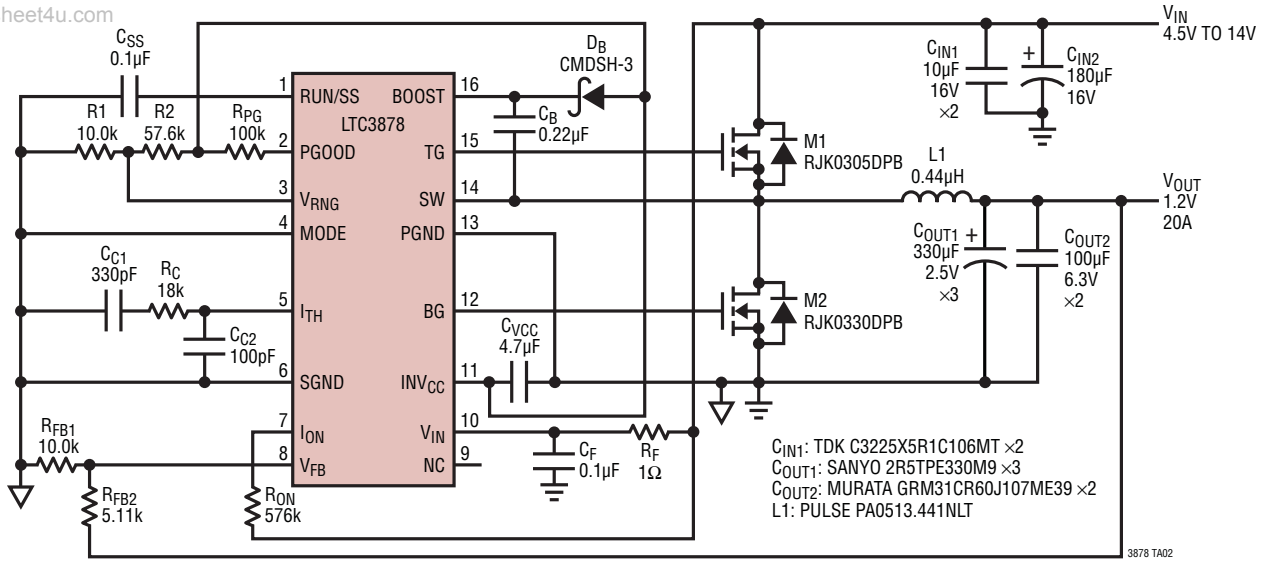 heet4u.com
VIN
4.5V TO 14V
CSS
0.1µF
DB
CMDSH-3
CIN1
10µF
16V
×2
+
CIN2
180µF
16V
R1
10.0k
R2
57.6k
RPG
100k
1
RUN/SS
BOOST
16
LTC3878
CB
0.22µF
2
PGOOD
TG
15
M1
RJK0305DPB
3
VRNG
SW
14
L1
0.44µH
VOUT
1.2V
20A
4
MODE
PGND
13
COUT1
330µF
2.5V
×3
+
COUT2
100µF
6.3V
×2
CC1
330pF
RC
18k
5
ITH
BG
12
M2
RJK0330DPB
CC2
100pF
CVCC
4.7µF
6
SGND
INVCC
11
7
ION
VIN
10
RFB1
10.0k
8
VFB
NC
9
CF
0.1µF
RF
1Ω
RFB2
5.11k
RON
576k
CIN1: TDK C3225X5R1C106MT ×2
COUT1: SANYO 2R5TPE330M9 ×3
COUT2: MURATA GRM31CR60J107ME39 ×2
L1: PULSE PA0513.441NLT
3878 TA02